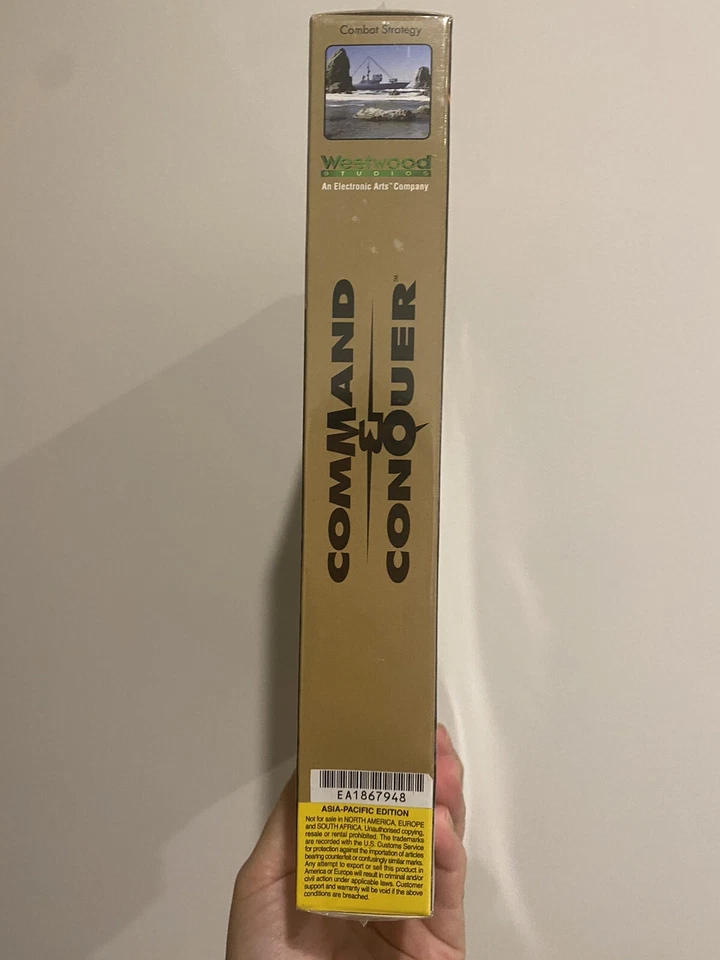 Combat Strategy
Westwood™
STUDIOS
An Electronic Arts™ Company
COMMAND
&
CONQUER™
EA1867948
ASIA-PACIFIC EDITION
Not for sale in NORTH AMERICA, EUROPE
and SOUTH AFRICA. Unauthorised copying,
resale or rental prohibited. The trademarks
are recorded with the U.S. Customs Service
for protection against the importation of articles
bearing counterfeit or confusingly similar marks.
Any attempt to export or sell this product in
America or Europe will result in criminal and/or
civil action under applicable laws. Customer
support and warranty will be void if the above
conditions are breached.